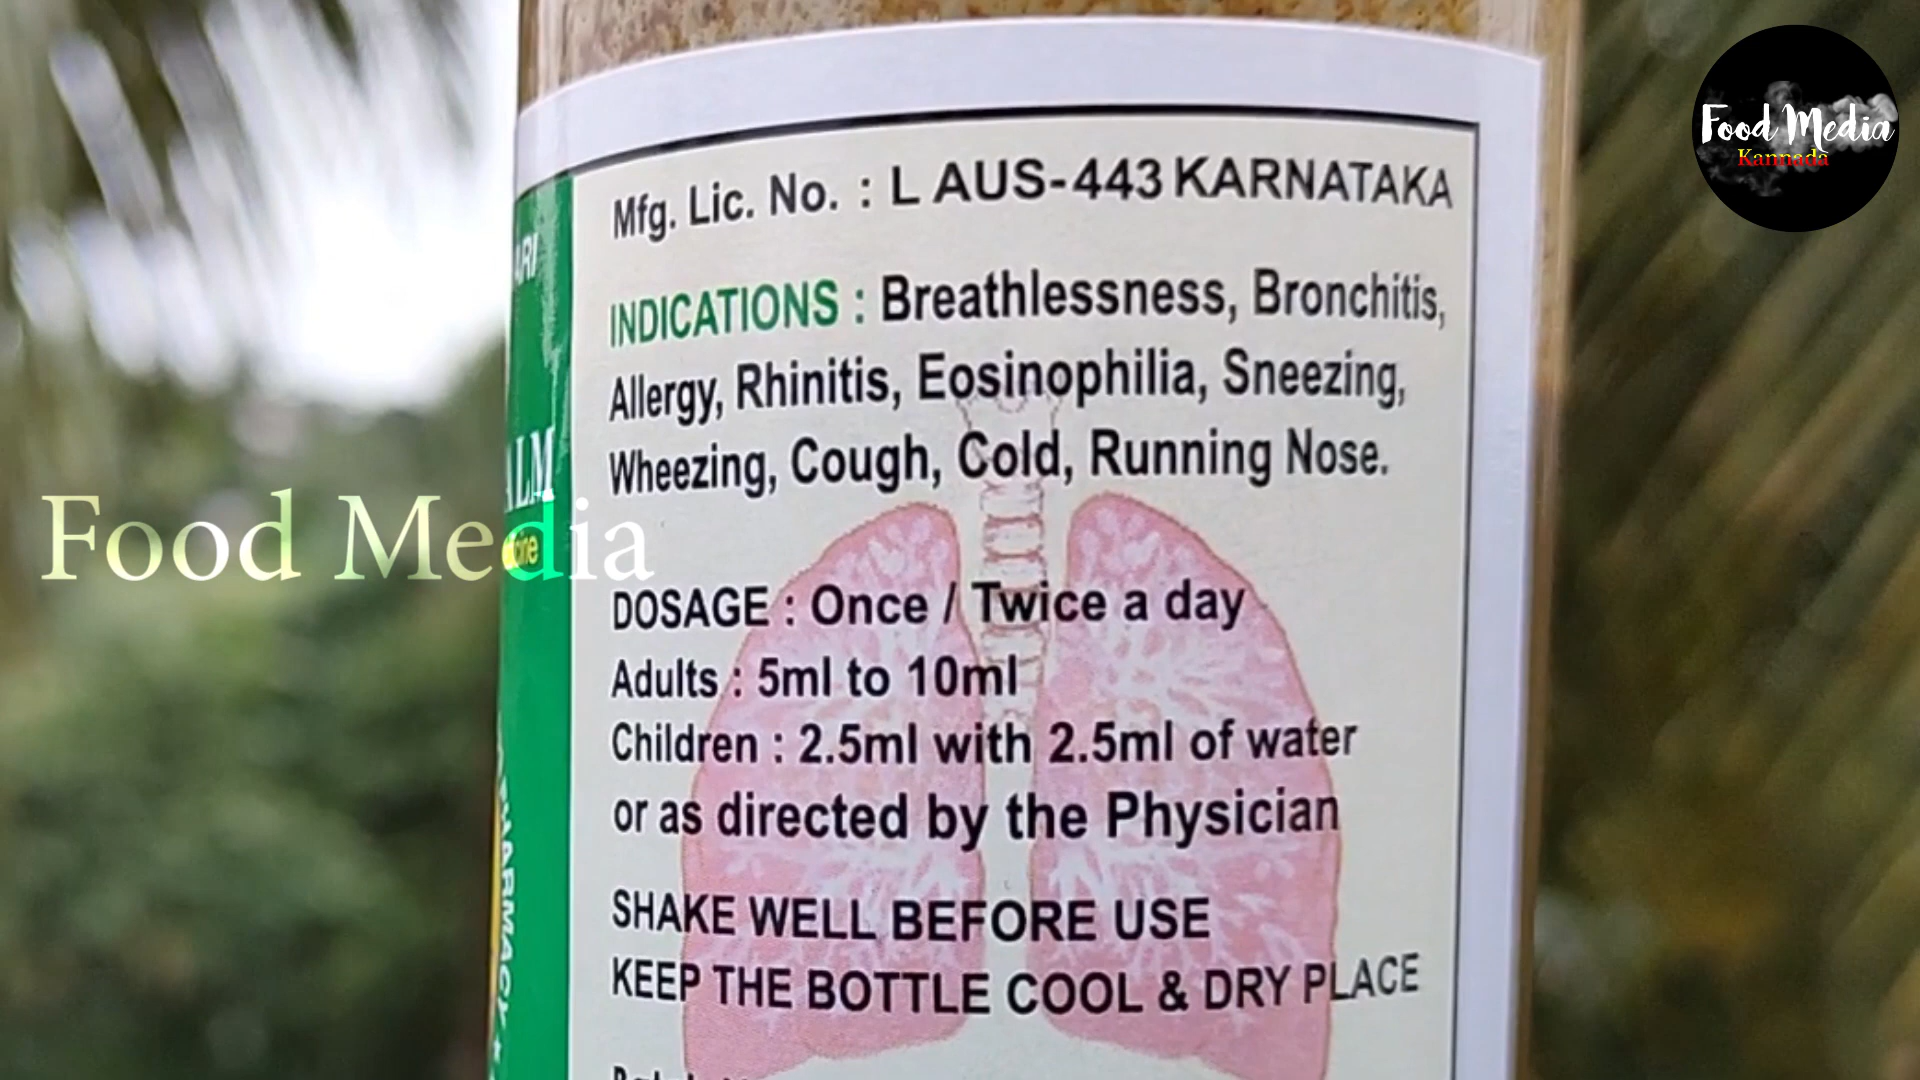 Food Media
Kannada
Mfg. Lic. No. : L AUS-443 KARNATAKA
INDICATIONS : Breathlessness, Bronchitis,
Allergy, Rhinitis, Eosinophilia, Sneezing,
Wheezing, Cough, Cold, Running Nose.
Food Media
DOSAGE : Once / Twice a day
Adults : 5ml to 10ml
Children : 2.5ml with 2.5ml of water
or as directed by the Physician
SHAKE WELL BEFORE USE
KEEP THE BOTTLE COOL & DRY PLACE